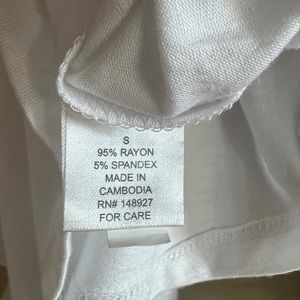 S
95% RAYON
5% SPANDEX
MADE IN
CAMBODIA
RN# 148927
FOR CARE